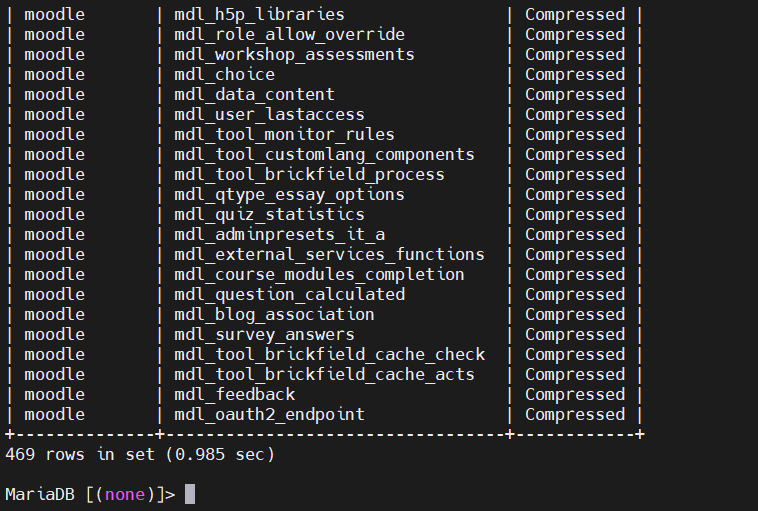 | moodle       | mdl_h5p_libraries                | Compressed |
| moodle       | mdl_role_allow_override          | Compressed |
| moodle       | mdl_workshop_assessments         | Compressed |
| moodle       | mdl_choice                       | Compressed |
| moodle       | mdl_data_content                 | Compressed |
| moodle       | mdl_user_lastaccess              | Compressed |
| moodle       | mdl_tool_monitor_rules           | Compressed |
| moodle       | mdl_tool_customlang_components   | Compressed |
| moodle       | mdl_tool_brickfield_process      | Compressed |
| moodle       | mdl_qtype_essay_options          | Compressed |
| moodle       | mdl_quiz_statistics              | Compressed |
| moodle       | mdl_adminpresets_it_a            | Compressed |
| moodle       | mdl_external_services_functions  | Compressed |
| moodle       | mdl_course_modules_completion    | Compressed |
| moodle       | mdl_question_calculated          | Compressed |
| moodle       | mdl_blog_association             | Compressed |
| moodle       | mdl_survey_answers               | Compressed |
| moodle       | mdl_tool_brickfield_cache_check  | Compressed |
| moodle       | mdl_tool_brickfield_cache_acts   | Compressed |
| moodle       | mdl_feedback                     | Compressed |
| moodle       | mdl_oauth2_endpoint              | Compressed |
+--------------+----------------------------------+------------+
469 rows in set (0.985 sec)
MariaDB [(none)]>